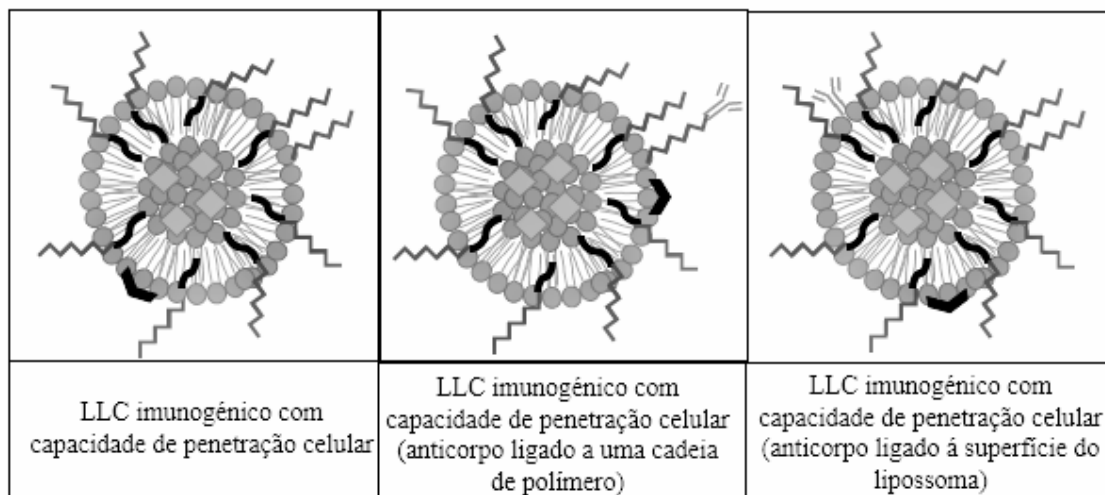 LLC imunogénico com
capacidade de penetração celular
LLC imunogénico com
capacidade de penetração celular
(anticorpo ligado a uma cadeia
de polímero)
LLC imunogénico com
capacidade de penetração celular
(anticorpo ligado á superfície do
lipossoma)